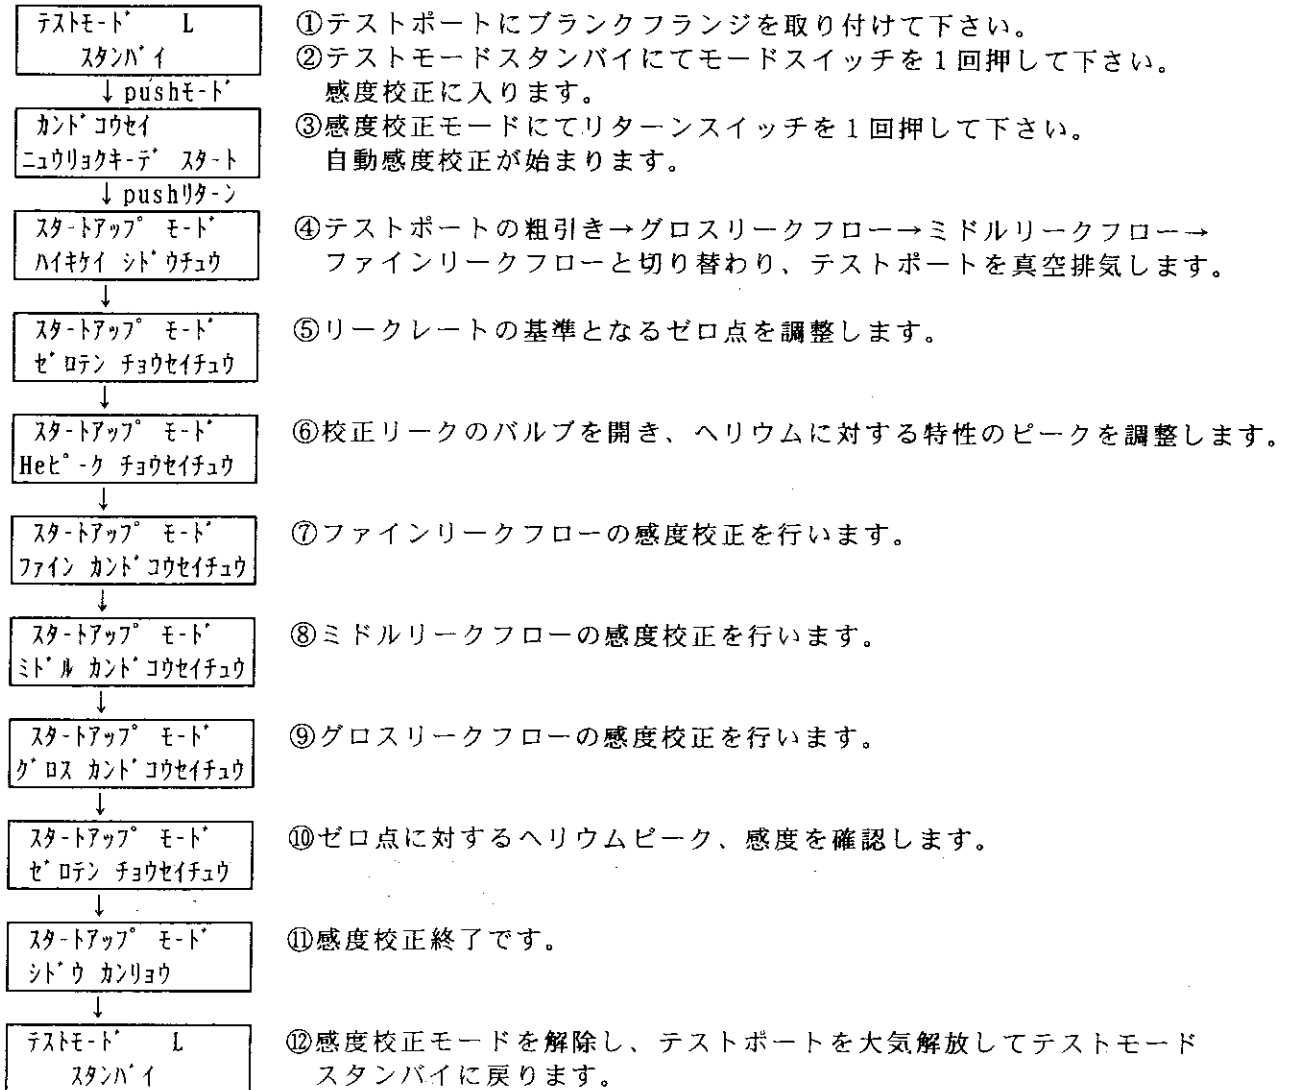 ﾃｽﾄﾓｰﾄﾞ L
ｽﾀﾝﾊﾞｲ
①テストポートにブランクフランジを取り付けて下さい。
②テストモードスタンバイにてモードスイッチを1回押して下さい。
感度校正に入ります。
↓pushﾓｰﾄﾞ
ｶﾝﾄﾞｺｳｾｲ
ﾆｭｳﾘｮｸｷｰﾃﾞ ｽﾀｰﾄ
③感度校正モードにてリターンスイッチを1回押して下さい。
自動感度校正が始まります。
↓pushﾘﾀｰﾝ
ｽﾀｰﾄｱｯﾌﾟ ﾓｰﾄﾞ
ﾊｲｷｹｲ ｼﾄﾞｳﾁｭｳ
④テストポートの粗引き→グロスリークフロー→ミドルリークフロー→
ファインリークフローと切り替わり、テストポートを真空排気します。
↓
ｽﾀｰﾄｱｯﾌﾟ ﾓｰﾄﾞ
ｾﾞﾛﾃﾝ ﾁｮｳｾｲﾁｭｳ
⑤リークレートの基準となるゼロ点を調整します。
↓
ｽﾀｰﾄｱｯﾌﾟ ﾓｰﾄﾞ
Heﾋﾟｰｸ ﾁｮｳｾｲﾁｭｳ
⑥校正リークのバルブを開き、ヘリウムに対する特性のピークを調整します。
↓
ｽﾀｰﾄｱｯﾌﾟ ﾓｰﾄﾞ
ﾌｧｲﾝ ｶﾝﾄﾞｺｳｾｲﾁｭｳ
⑦ファインリークフローの感度校正を行います。
↓
ｽﾀｰﾄｱｯﾌﾟ ﾓｰﾄﾞ
ﾐﾄﾞﾙ ｶﾝﾄﾞｺｳｾｲﾁｭｳ
⑧ミドルリークフローの感度校正を行います。
↓
ｽﾀｰﾄｱｯﾌﾟ ﾓｰﾄﾞ
ｸﾞﾛｽ ｶﾝﾄﾞｺｳｾｲﾁｭｳ
⑨グロスリークフローの感度校正を行います。
↓
ｽﾀｰﾄｱｯﾌﾟ ﾓｰﾄﾞ
ｾﾞﾛﾃﾝ ﾁｮｳｾｲﾁｭｳ
⑩ゼロ点に対するヘリウムピーク、感度を確認します。
↓
ｽﾀｰﾄｱｯﾌﾟ ﾓｰﾄﾞ
ｼﾄﾞｳ ｶﾝﾘｮｳ
⑪感度校正終了です。
↓
ﾃｽﾄﾓｰﾄﾞ L
ｽﾀﾝﾊﾞｲ
⑫感度校正モードを解除し、テストポートを大気解放してテストモード
スタンバイに戻ります。